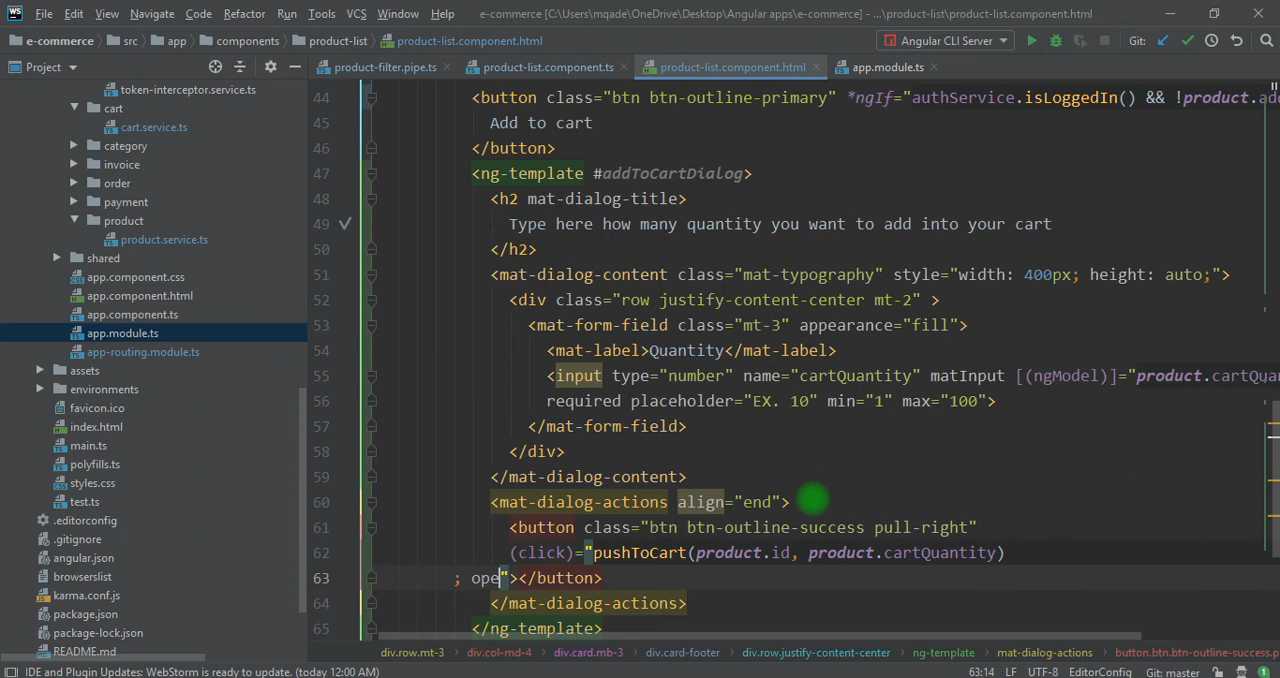 WS File Edit View Navigate Code Refactor Run Tools VCS Window Help e-commerce [C:\Users\mqade\OneDrive\Desktop\Angular apps\e-commerce] - ...\product-list\product-list.component.html
e-commerce src app components product-list product-list.component.html Angular CLI Server Git:
Project product-filter.pipe.ts product-list.component.ts product-list.component.html app.module.ts
token-interceptor.service.ts
cart
cart.service.ts
category
invoice
order
payment
product
product.service.ts
shared
app.component.css
app.component.html
app.component.ts
app.module.ts
app-routing.module.ts
assets
environments
favicon.ico
index.html
main.ts
polyfills.ts
styles.css
test.ts
.editorconfig
.gitignore
angular.json
browserslist
karma.conf.js
package.json
package-lock.json
README.md
44 <button class="btn btn-outline-primary" *ngIf="authService.isLoggedIn() && !product.ad
45 Add to cart
46 </button>
47 <ng-template #addToCartDialog>
48 <h2 mat-dialog-title>
49 Type here how many quantity you want to add into your cart
50 </h2>
51 <mat-dialog-content class="mat-typography" style="width: 400px; height: auto;">
52 <div class="row justify-content-center mt-2" >
53 <mat-form-field class="mt-3" appearance="fill">
54 <mat-label>Quantity</mat-label>
55 <input type="number" name="cartQuantity" matInput [(ngModel)]="product.cartQua
56 required placeholder="EX. 10" min="1" max="100">
57 </mat-form-field>
58 </div>
59 </mat-dialog-content>
60 <mat-dialog-actions align="end">
61 <button class="btn btn-outline-success pull-right"
62 (click)="pushToCart(product.id, product.cartQuantity)
63 ; ope"></button>
64 </mat-dialog-actions>
65 </ng-template>
div.row.mt-3 div.col-md-4 div.card.mb-3 div.card-footer div.row.justify-content-center ng-template mat-dialog-actions button.btn.btn-outline-success.p
IDE and Plugin Updates: WebStorm is ready to update. (today 12:00 AM) 63:14 LF UTF-8 EditorConfig Git: master 1